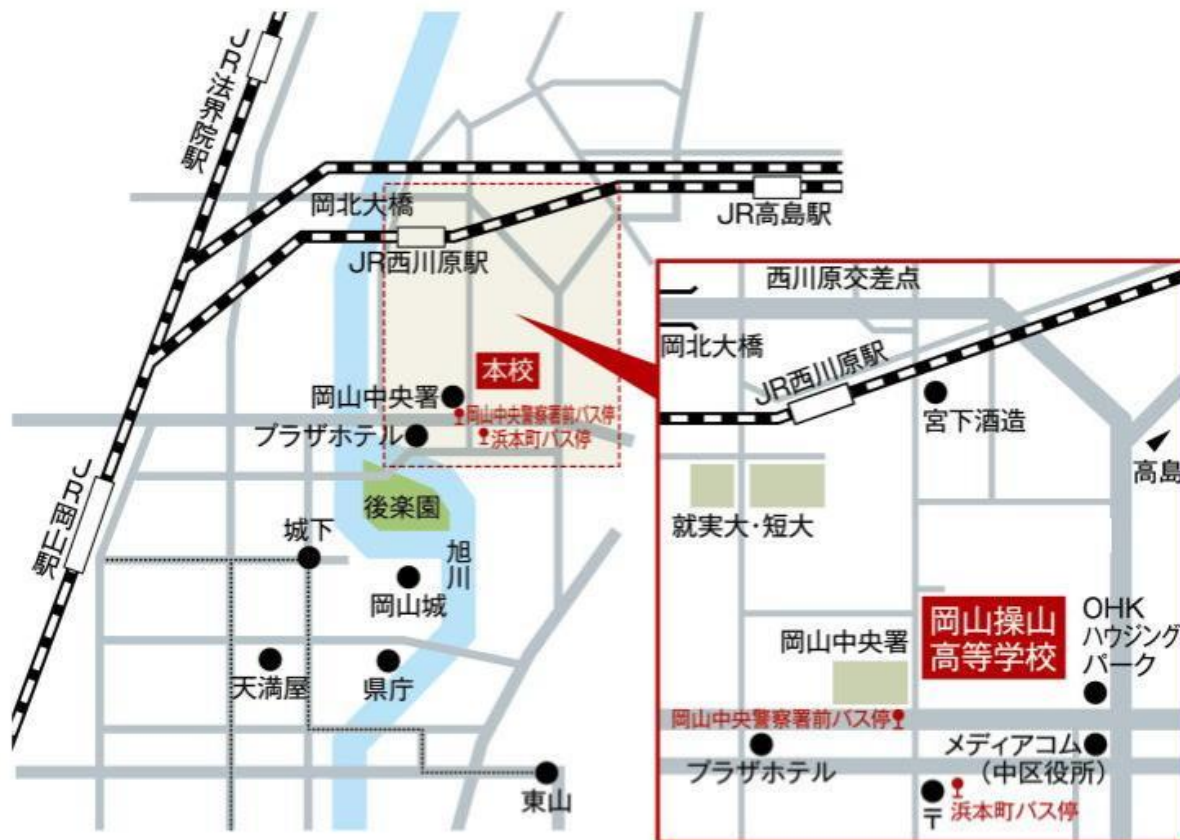 JR法界院駅
岡北大橋
JR西川原駅
JR高島駅
本校
岡山中央署
岡山中央警察署前バス停
プラザホテル
浜本町バス停
JR岡山駅
後楽園
城下
旭川
岡山城
天満屋
県庁
東山
西川原交差点
岡北大橋
JR西川原駅
宮下酒造
高島
就実大・短大
岡山中央署
岡山操山
高等学校
OHK
ハウジング
パーク
岡山中央警察署前バス停
プラザホテル
メディアコム
(中区役所)
〒
浜本町バス停